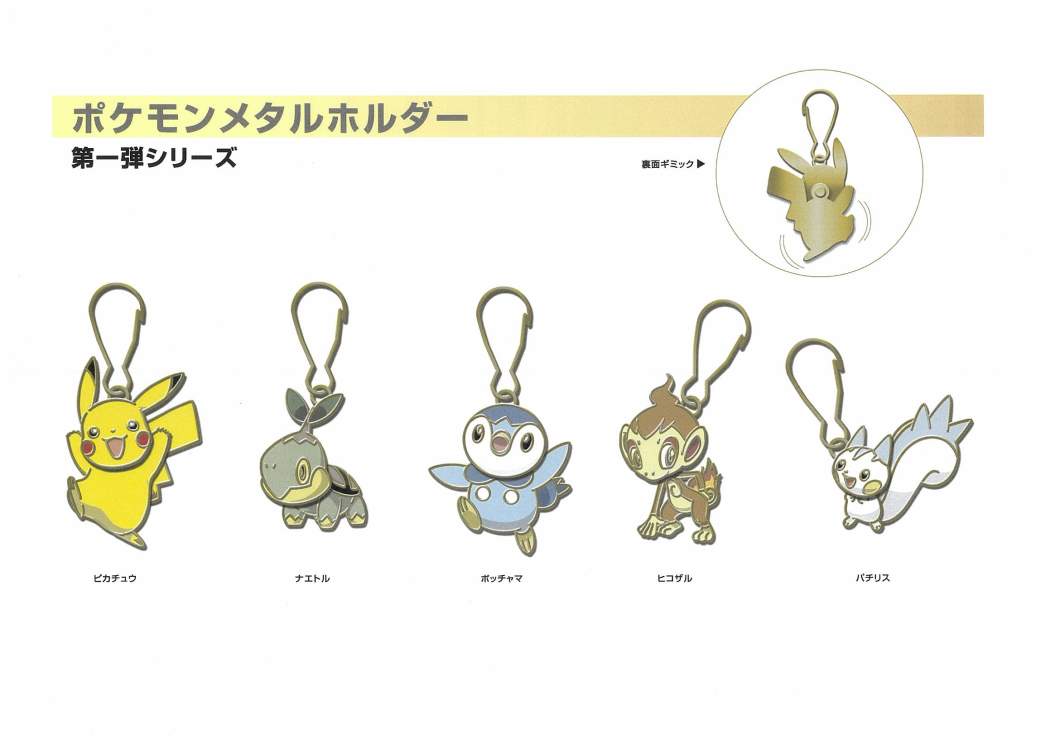 ポケモンメタルホルダー
第一弾シリーズ
裏面ギミック▶
ピカチュウ
ナエトル
ポッチャマ
ヒコザル
パチリス